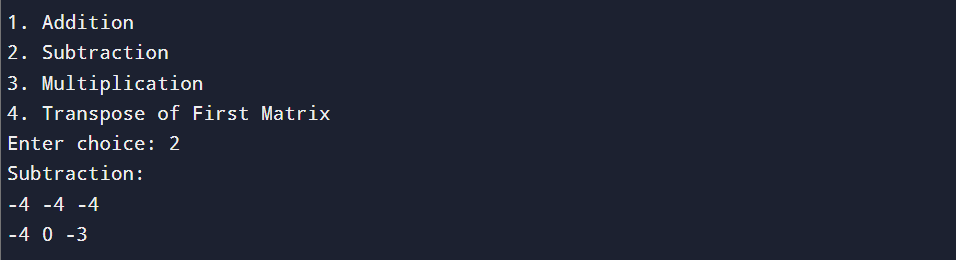 1. Addition
2. Subtraction
3. Multiplication
4. Transpose of First Matrix
Enter choice: 2
Subtraction:
-4 -4 -4
-4 0 -3